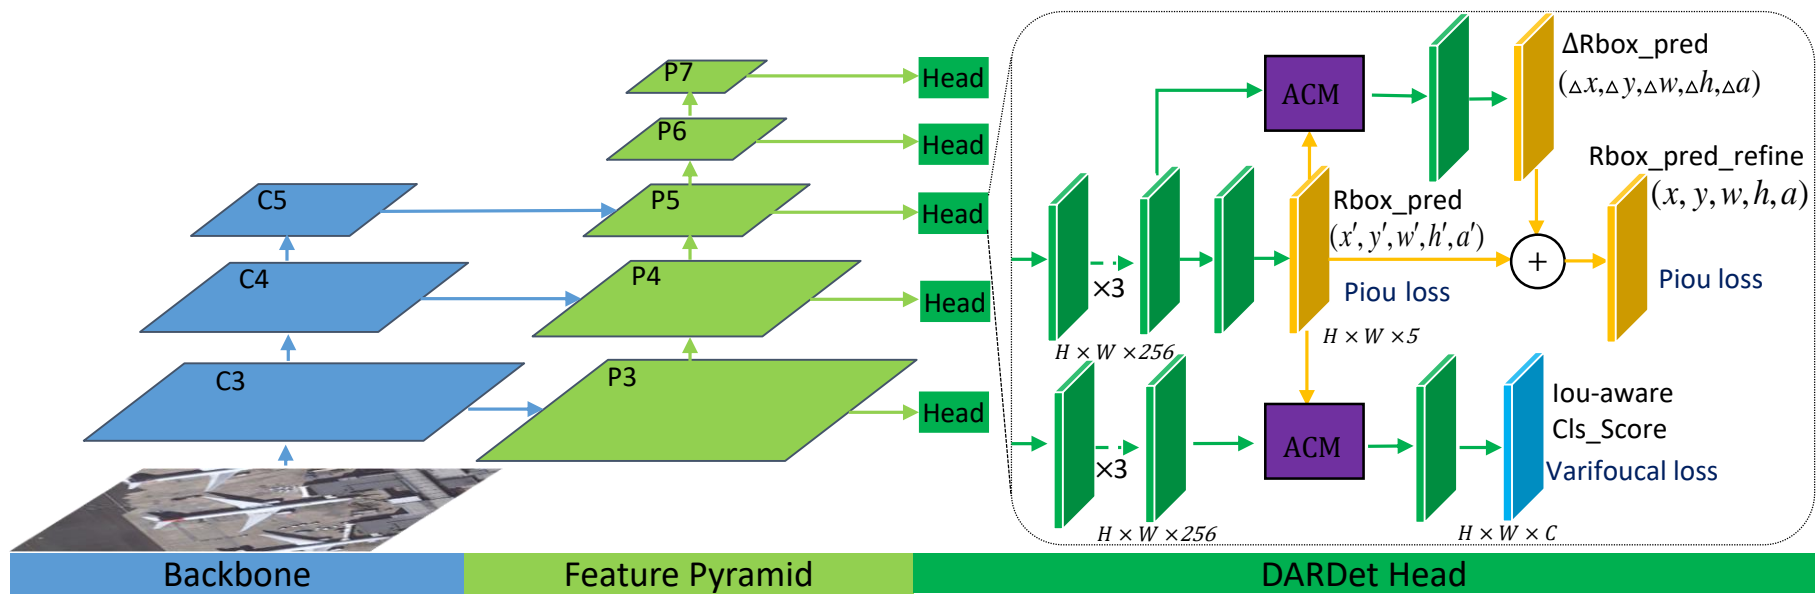 P7
Head
P6
Head
C5
P5
Head
C4
P4
Head
C3
P3
Head
ACM
ΔRbox_pred
(△x,△y,△w,△h,△a)
Rbox_pred_refine
(x, y, w, h, a)
Rbox_pred
(x′, y′, w′, h′, a′)
+
×3
Piou loss
Piou loss
H × W ×256
H × W ×5
Iou-aware
Cls_Score
ACM
×3
Varifoucal loss
H × W ×256
H × W × C
Backbone
Feature Pyramid
DARDet Head